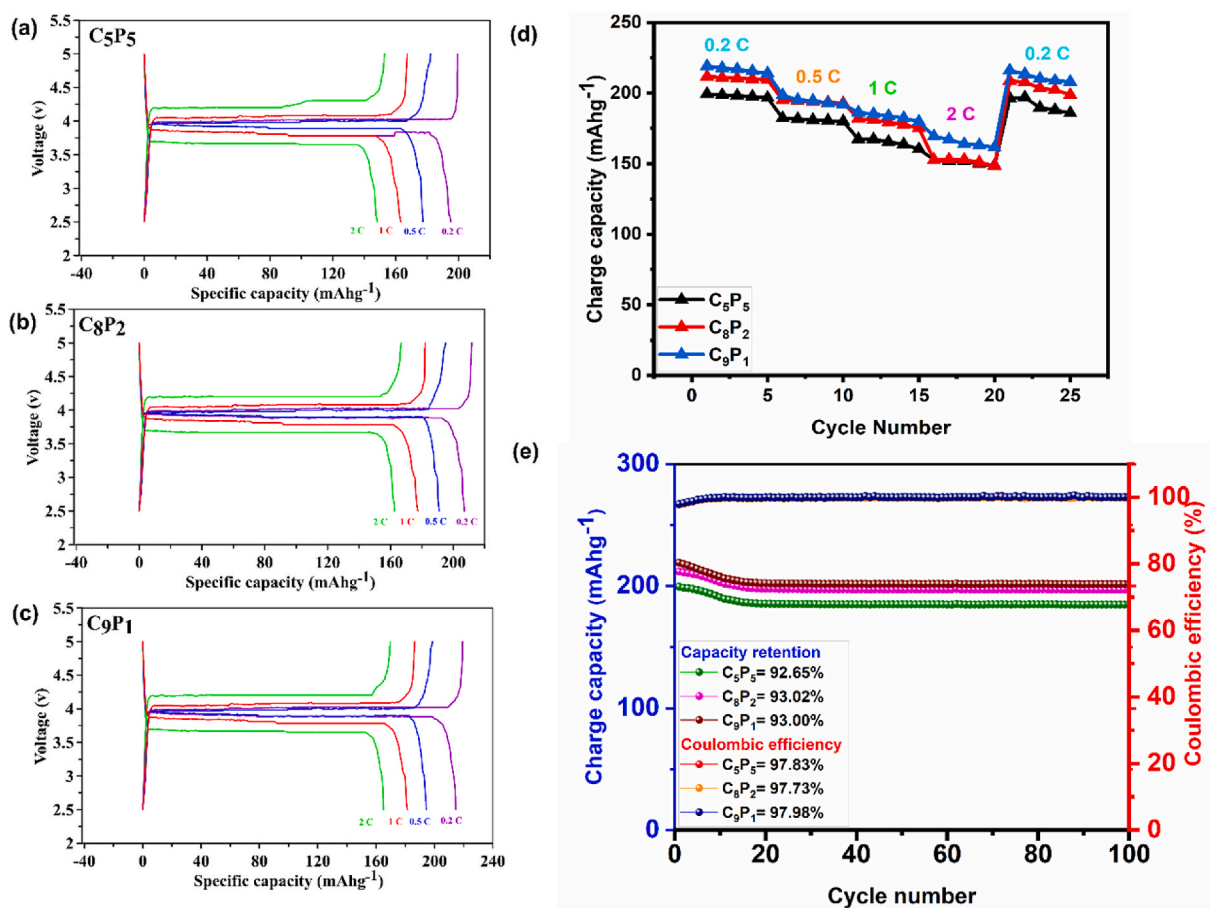 (a)
C5P5
5.5
5
4.5
4
3.5
3
2.5
2
Voltage (v)
2 C
1 C
0.5 C
0.2 C
-40
0
40
80
120
160
200
Specific capacity (mAhg-1)
(b)
C8P2
5.5
5
4.5
4
3.5
3
2.5
2
Voltage (v)
2 C
1 C
0.5 C
0.2 C
-40
0
40
80
120
160
200
Specific capacity (mAhg-1)
(c)
C9P1
5.5
5
4.5
4
3.5
3
2.5
2
Voltage (v)
2 C
1 C
0.5 C
0.2 C
-40
0
40
80
120
160
200
240
Specific capacity (mAhg-1)
(d)
250
200
150
100
50
0
Charge capacity (mAhg-1)
0.2 C
0.5 C
1 C
2 C
0.2 C
C5P5
C8P2
C9P1
0
5
10
15
20
25
Cycle Number
(e)
300
200
100
0
Charge capacity (mAhg-1)
Capacity retention
C5P5= 92.65%
C8P2= 93.02%
C9P1= 93.00%
Coulombic efficiency
C5P5= 97.83%
C8P2= 97.73%
C9P1= 97.98%
100
80
60
40
20
0
Coulombic efficiency (%)
0
20
40
60
80
100
Cycle number